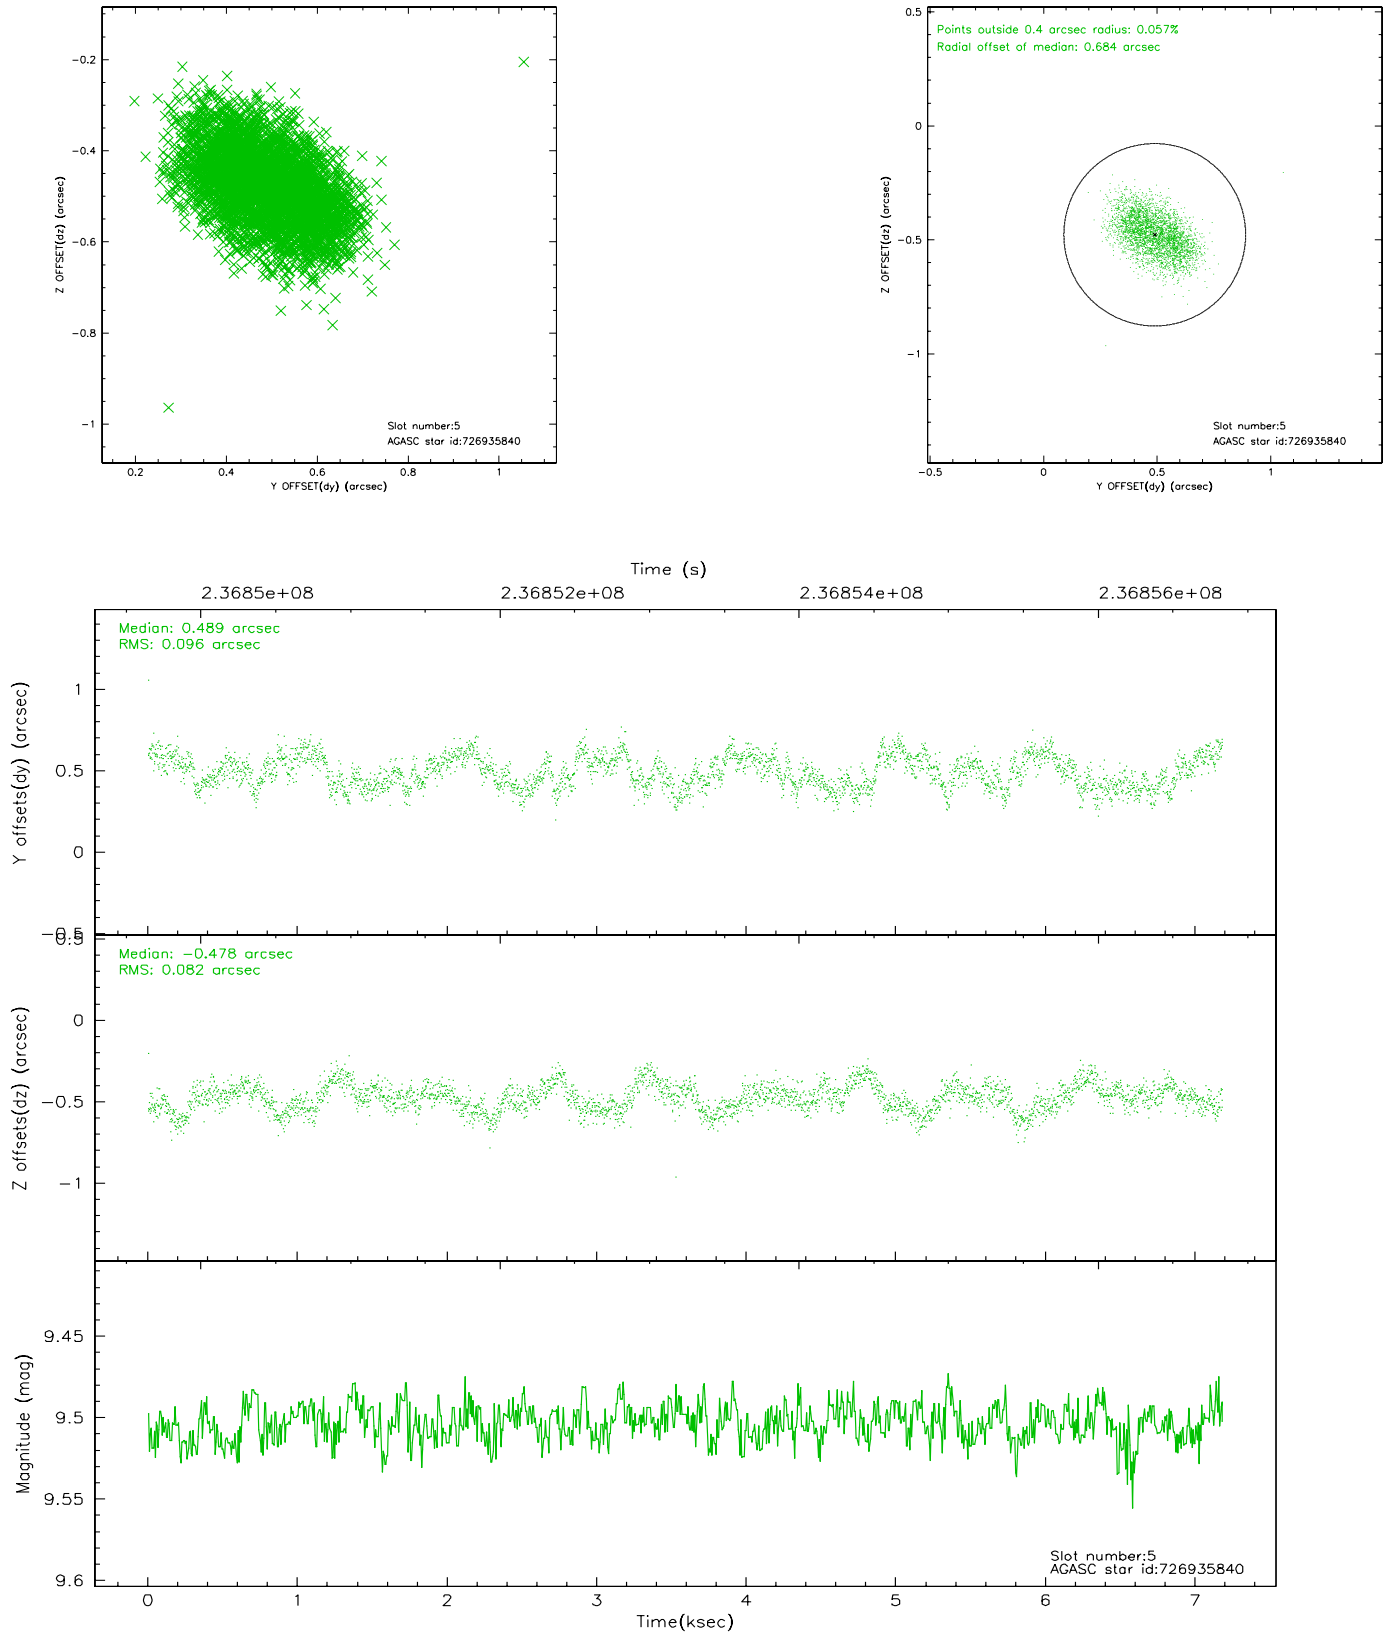 -0.2
-0.4
-0.6
-0.8
-1
Z OFFSET(dz) (arcsec)
Slot number:5
AGASC star id:726935840
0.2 0.4 0.6 0.8 1
Y OFFSET(dy) (arcsec)
0.5
Points outside 0.4 arcsec radius: 0.057%
Radial offset of median: 0.684 arcsec
0
-0.5
-1
Z OFFSET(dz) (arcsec)
Slot number:5
AGASC star id:726935840
-0.5 0 0.5 1
Y OFFSET(dy) (arcsec)
Time (s)
2.3685e+08 2.36852e+08 2.36854e+08 2.36856e+08
Median: 0.489 arcsec
RMS: 0.096 arcsec
1
0.5
0
-0.5
Y offsets(dy) (arcsec)
0.5
Median: -0.478 arcsec
RMS: 0.082 arcsec
0
-0.5
-1
Z offsets(dz) (arcsec)
9.45
9.5
9.55
9.6
Magnitude (mag)
Slot number:5
AGASC star id:726935840
0 1 2 3 4 5 6 7
Time(ksec)